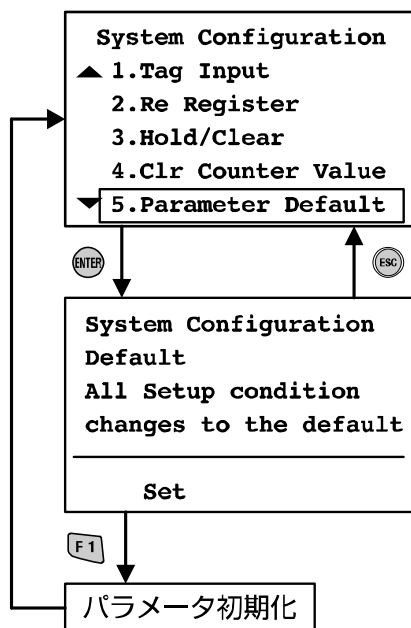 System Configuration
1.Tag Input
2.Re Register
3.Hold/Clear
4.Clr Counter Value
5.Parameter Default
ENTER
ESC
System Configuration
Default
All Setup condition
changes to the default
Set
F1
パラメータ初期化